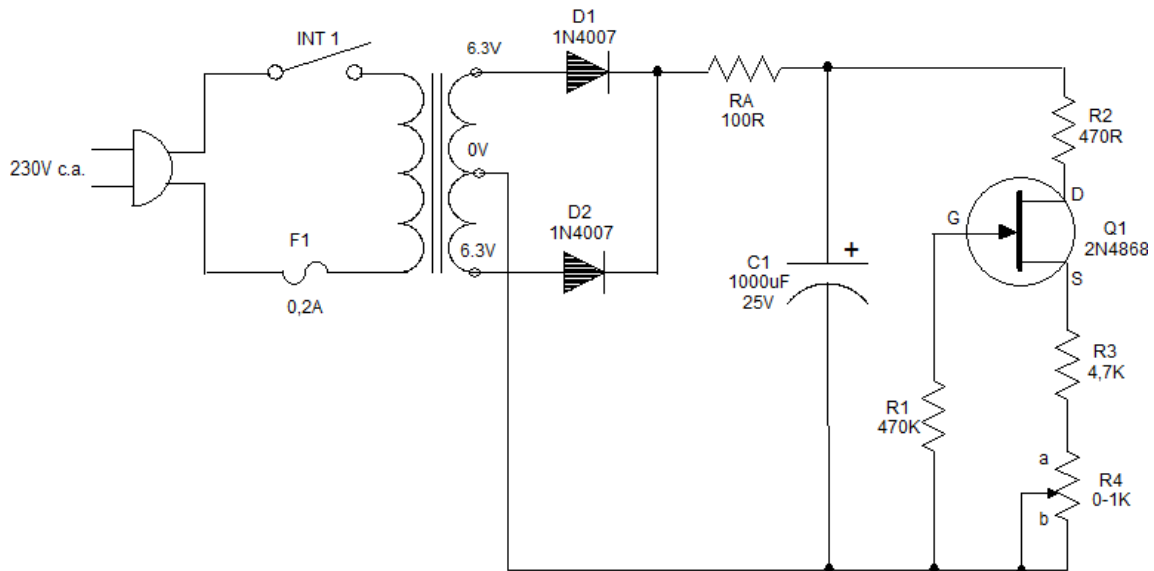 INT 1
230V c.a.
F1
0,2A
6.3V
0V
6.3V
D1
1N4007
D2
1N4007
RA
100R
C1
1000uF
25V
+
R2
470R
D
G
Q1
2N4868
S
R3
4,7K
R1
470K
a
R4
0-1K
b